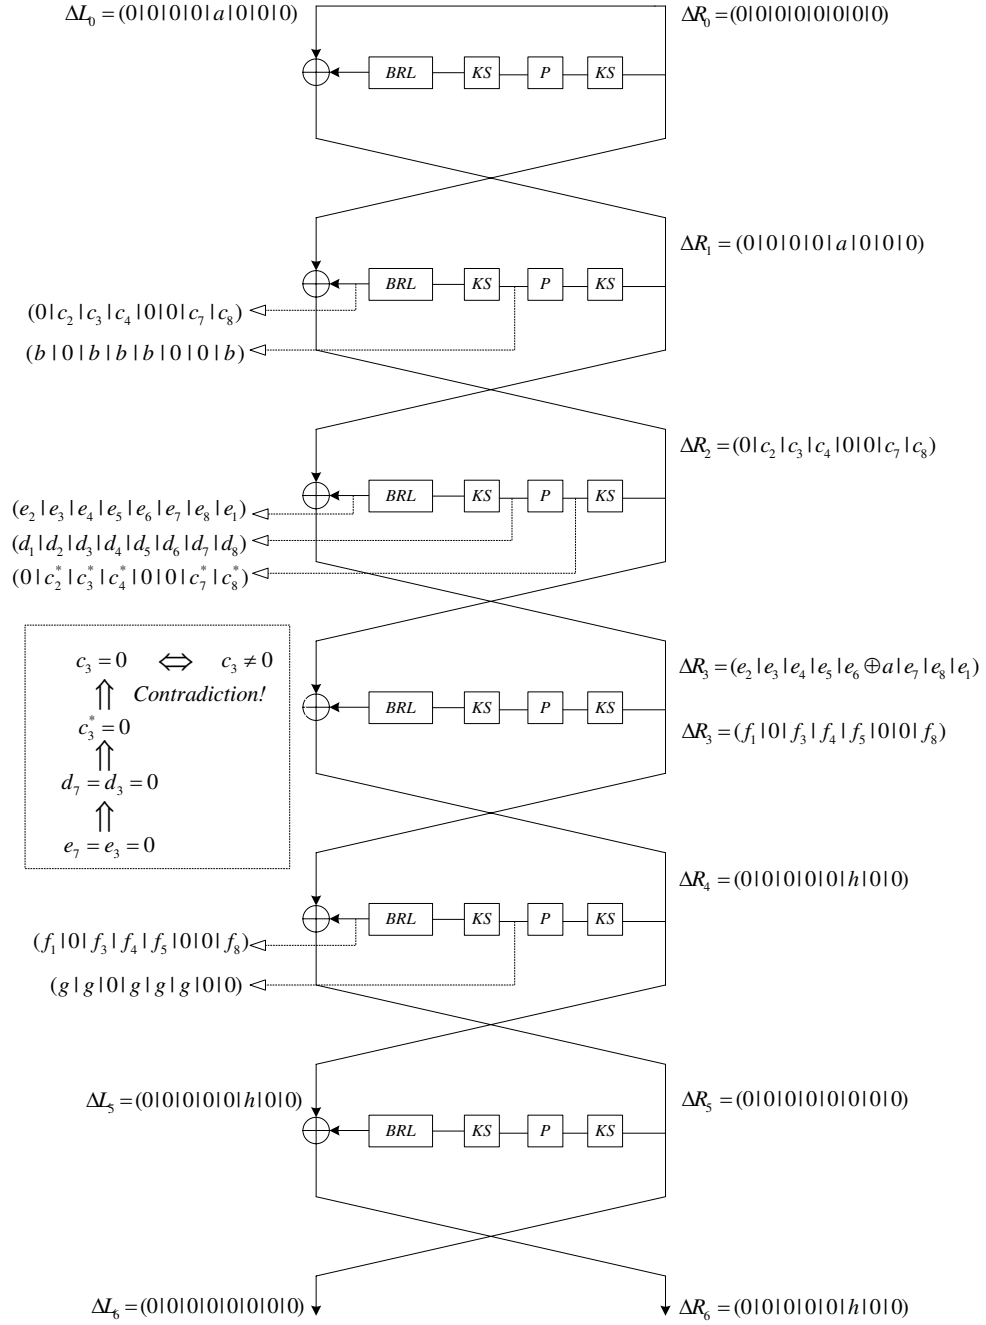 ΔL₀ = (0|0|0|0|a|0|0|0) ΔR₀ = (0|0|0|0|0|0|0|0)
BRL KS P KS
ΔR₁ = (0|0|0|0|a|0|0|0)
BRL KS P KS
(0|c₂|c₃|c₄|0|0|c₇|c₈)
(b|0|b|b|b|0|0|b)
ΔR₂ = (0|c₂|c₃|c₄|0|0|c₇|c₈)
BRL KS P KS
(e₂|e₃|e₄|e₅|e₆|e₇|e₈|e₁)
(d₁|d₂|d₃|d₄|d₅|d₆|d₇|d₈)
(0|c₂*|c₃*|c₄*|0|0|c₇*|c₈*)
c₃ = 0 ⇔ c₃ ≠ 0
⇑ Contradiction!
c₃* = 0
⇑
d₇ = d₃ = 0
⇑
e₇ = e₃ = 0
ΔR₃ = (e₂|e₃|e₄|e₅|e₆ ⊕ a|e₇|e₈|e₁)
BRL KS P KS
ΔR₃ = (f₁|0|f₃|f₄|f₅|0|0|f₈)
ΔR₄ = (0|0|0|0|0|h|0|0)
BRL KS P KS
(f₁|0|f₃|f₄|f₅|0|0|f₈)
(g|g|0|g|g|g|0|0)
ΔL₅ = (0|0|0|0|0|h|0|0) ΔR₅ = (0|0|0|0|0|0|0|0)
BRL KS P KS
ΔL₆ = (0|0|0|0|0|0|0|0) ΔR₆ = (0|0|0|0|0|h|0|0)